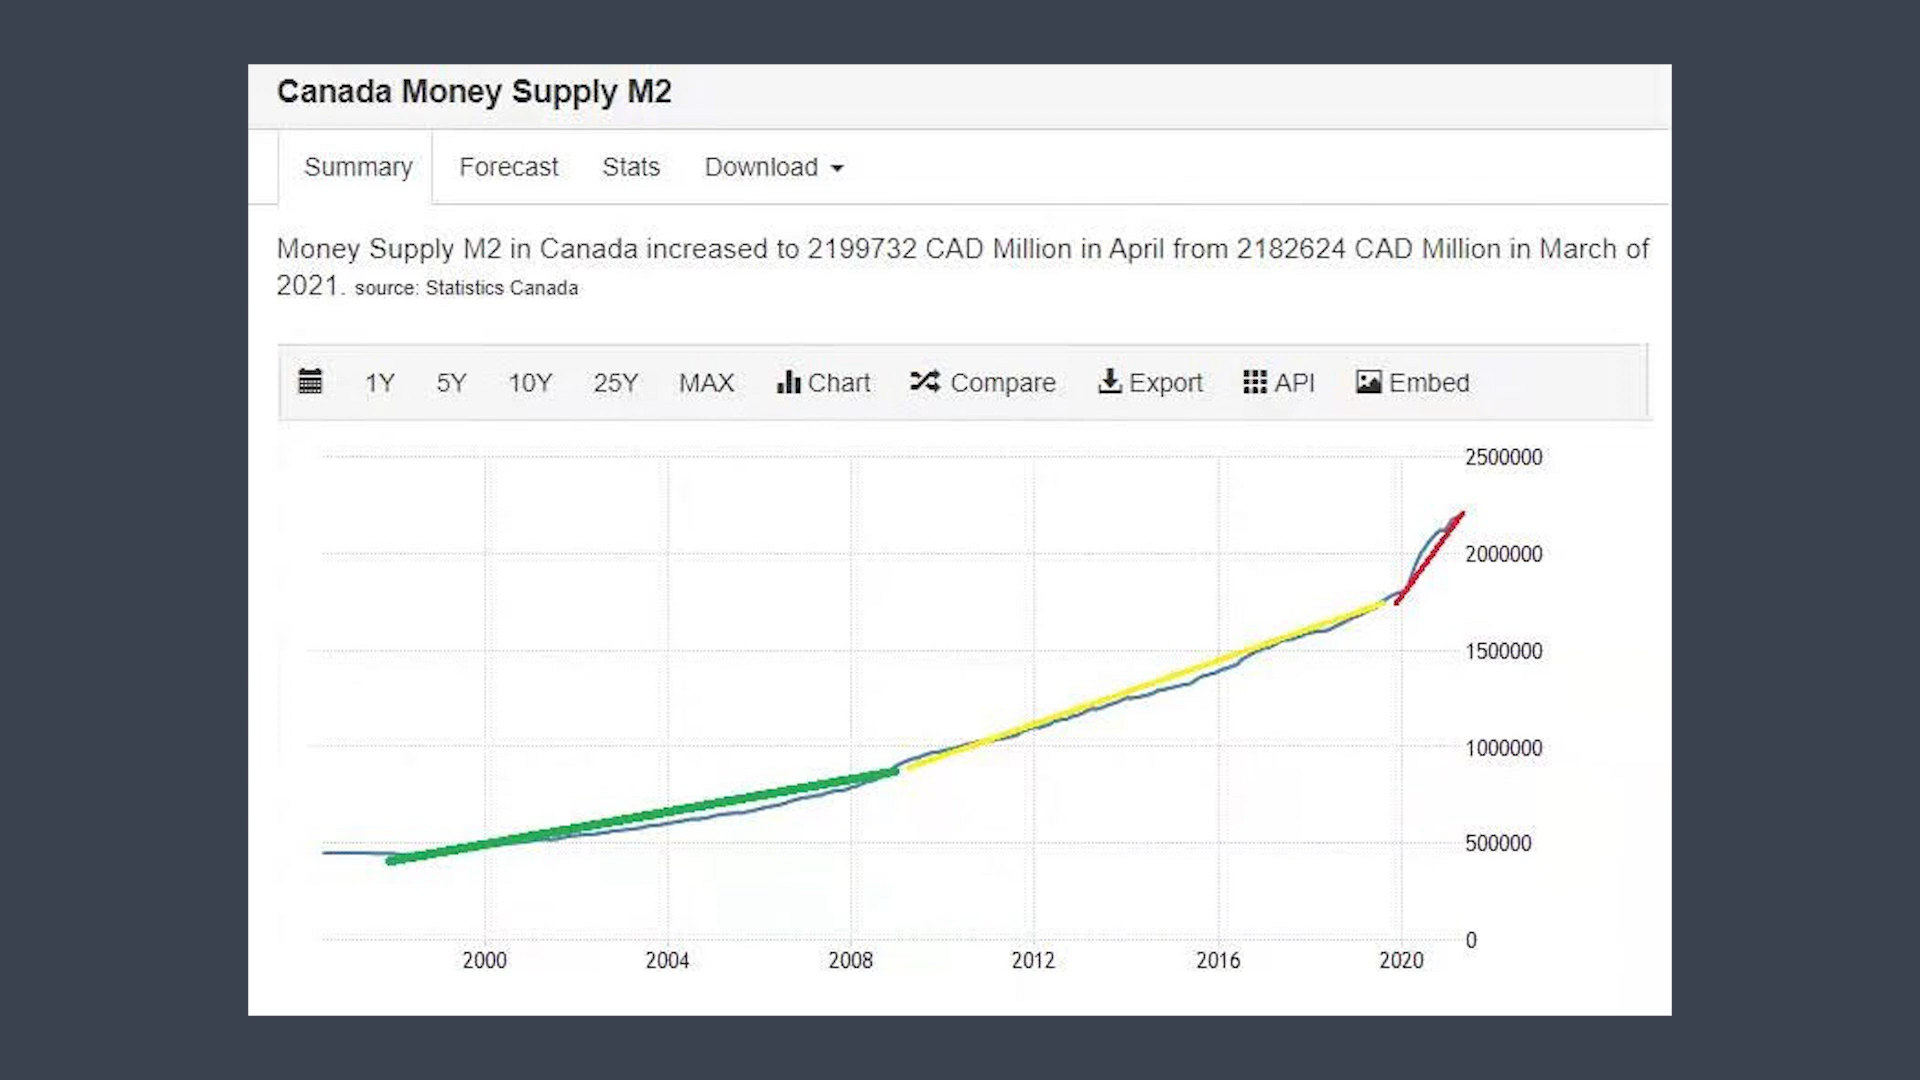 Canada Money Supply M2
Summary Forecast Stats Download
Money Supply M2 in Canada increased to 2199732 CAD Million in April from 2182624 CAD Million in March of
2021. source: Statistics Canada
1Y 5Y 10Y 25Y MAX Chart Compare Export API Embed
2500000
2000000
1500000
1000000
500000
0
2000 2004 2008 2012 2016 2020